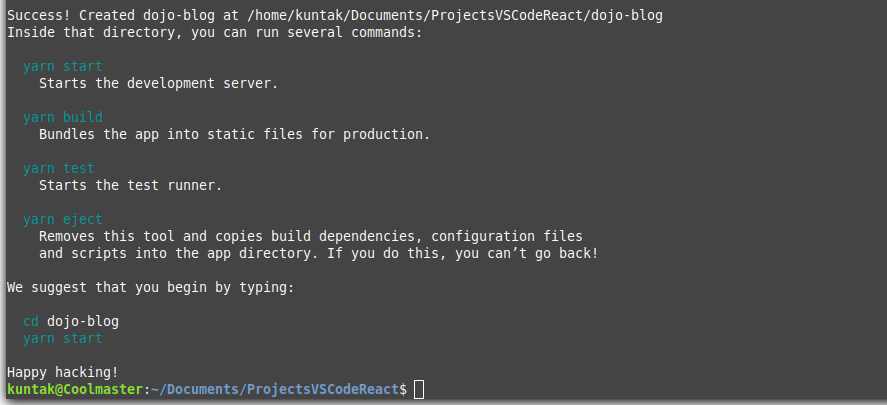 Success! Created dojo-blog at /home/kuntak/Documents/ProjectsVSCodeReact/dojo-blog
Inside that directory, you can run several commands:
yarn start
Starts the development server.
yarn build
Bundles the app into static files for production.
yarn test
Starts the test runner.
yarn eject
Removes this tool and copies build dependencies, configuration files
and scripts into the app directory. If you do this, you can’t go back!
We suggest that you begin by typing:
cd dojo-blog
yarn start
Happy hacking!
kuntak@Coolmaster:~/Documents/ProjectsVSCodeReact$